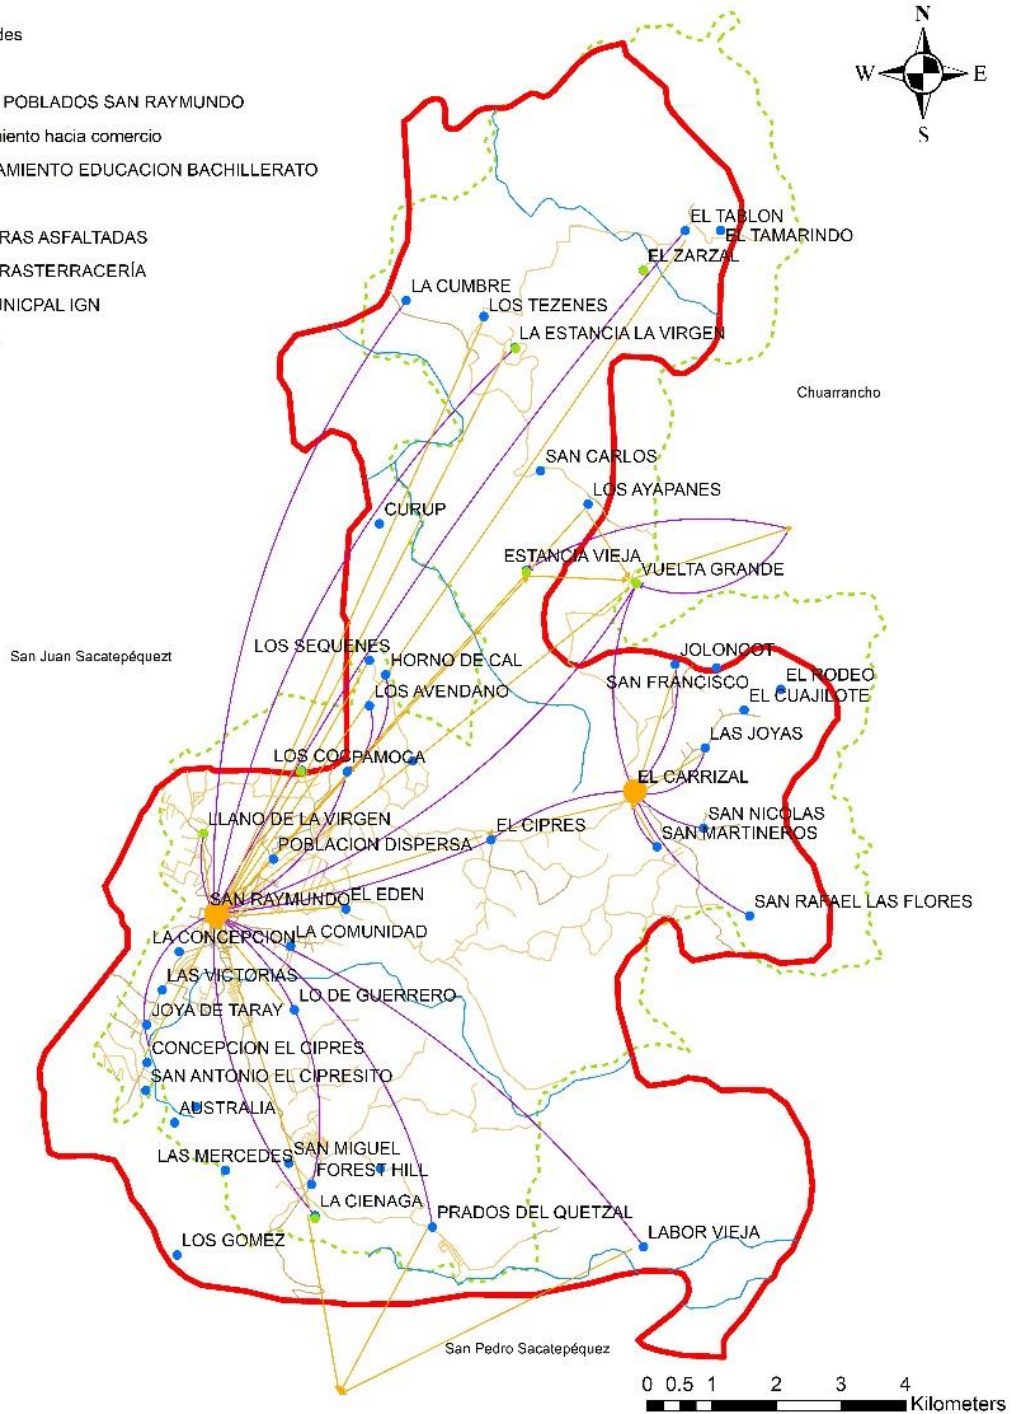 N
des
W E
POBLADOS SAN RAYMUNDO
iento hacia comercio
S
AMIENTO EDUCACION BACHILLERATO
EL TABLON
RAS ASFALTADAS
EL TAMARINDO
EL ZARZAL
RASTERRACERÍA
LA CUMBRE
UNICPAL IGN
LOS TEZENES
LA ESTANCIA LA VIRGEN
Chuarrancho
SAN CARLOS
LOS AYAPANES
CURUP
ESTANCIA VIEJA
VUELTA GRANDE
LOS SEQUENES
San Juan Sacatepéquezt
HORNO DE CAL
JOLONCOT
EL RODEO
SAN FRANCISCO
LOS AVENDANO
EL CUAJILOTE
LAS JOYAS
LOS COC
PAMOCA
EL CARRIZAL
LLANO DE LA VIRGEN
SAN NICOLAS
EL CIPRES
SAN MARTINEROS
POBLACION DISPERSA
SAN RAYMUNDO
EL EDEN
SAN RAFAEL LAS FLORES
LA COMUNIDAD
LA CONCEPCION
LAS VICTORIAS
LO DE GUERRERO
JOYA DE TARAY
CONCEPCION EL CIPRES
SAN ANTONIO EL CIPRESITO
AUSTRALIA
SAN MIGUEL
LAS MERCEDES
FOREST HILL
LA CIENAGA
PRADOS DEL QUETZAL
LABOR VIEJA
LOS GOMEZ
San Pedro Sacatepéquez
0 0.5 1 2 3 4
Kilometers